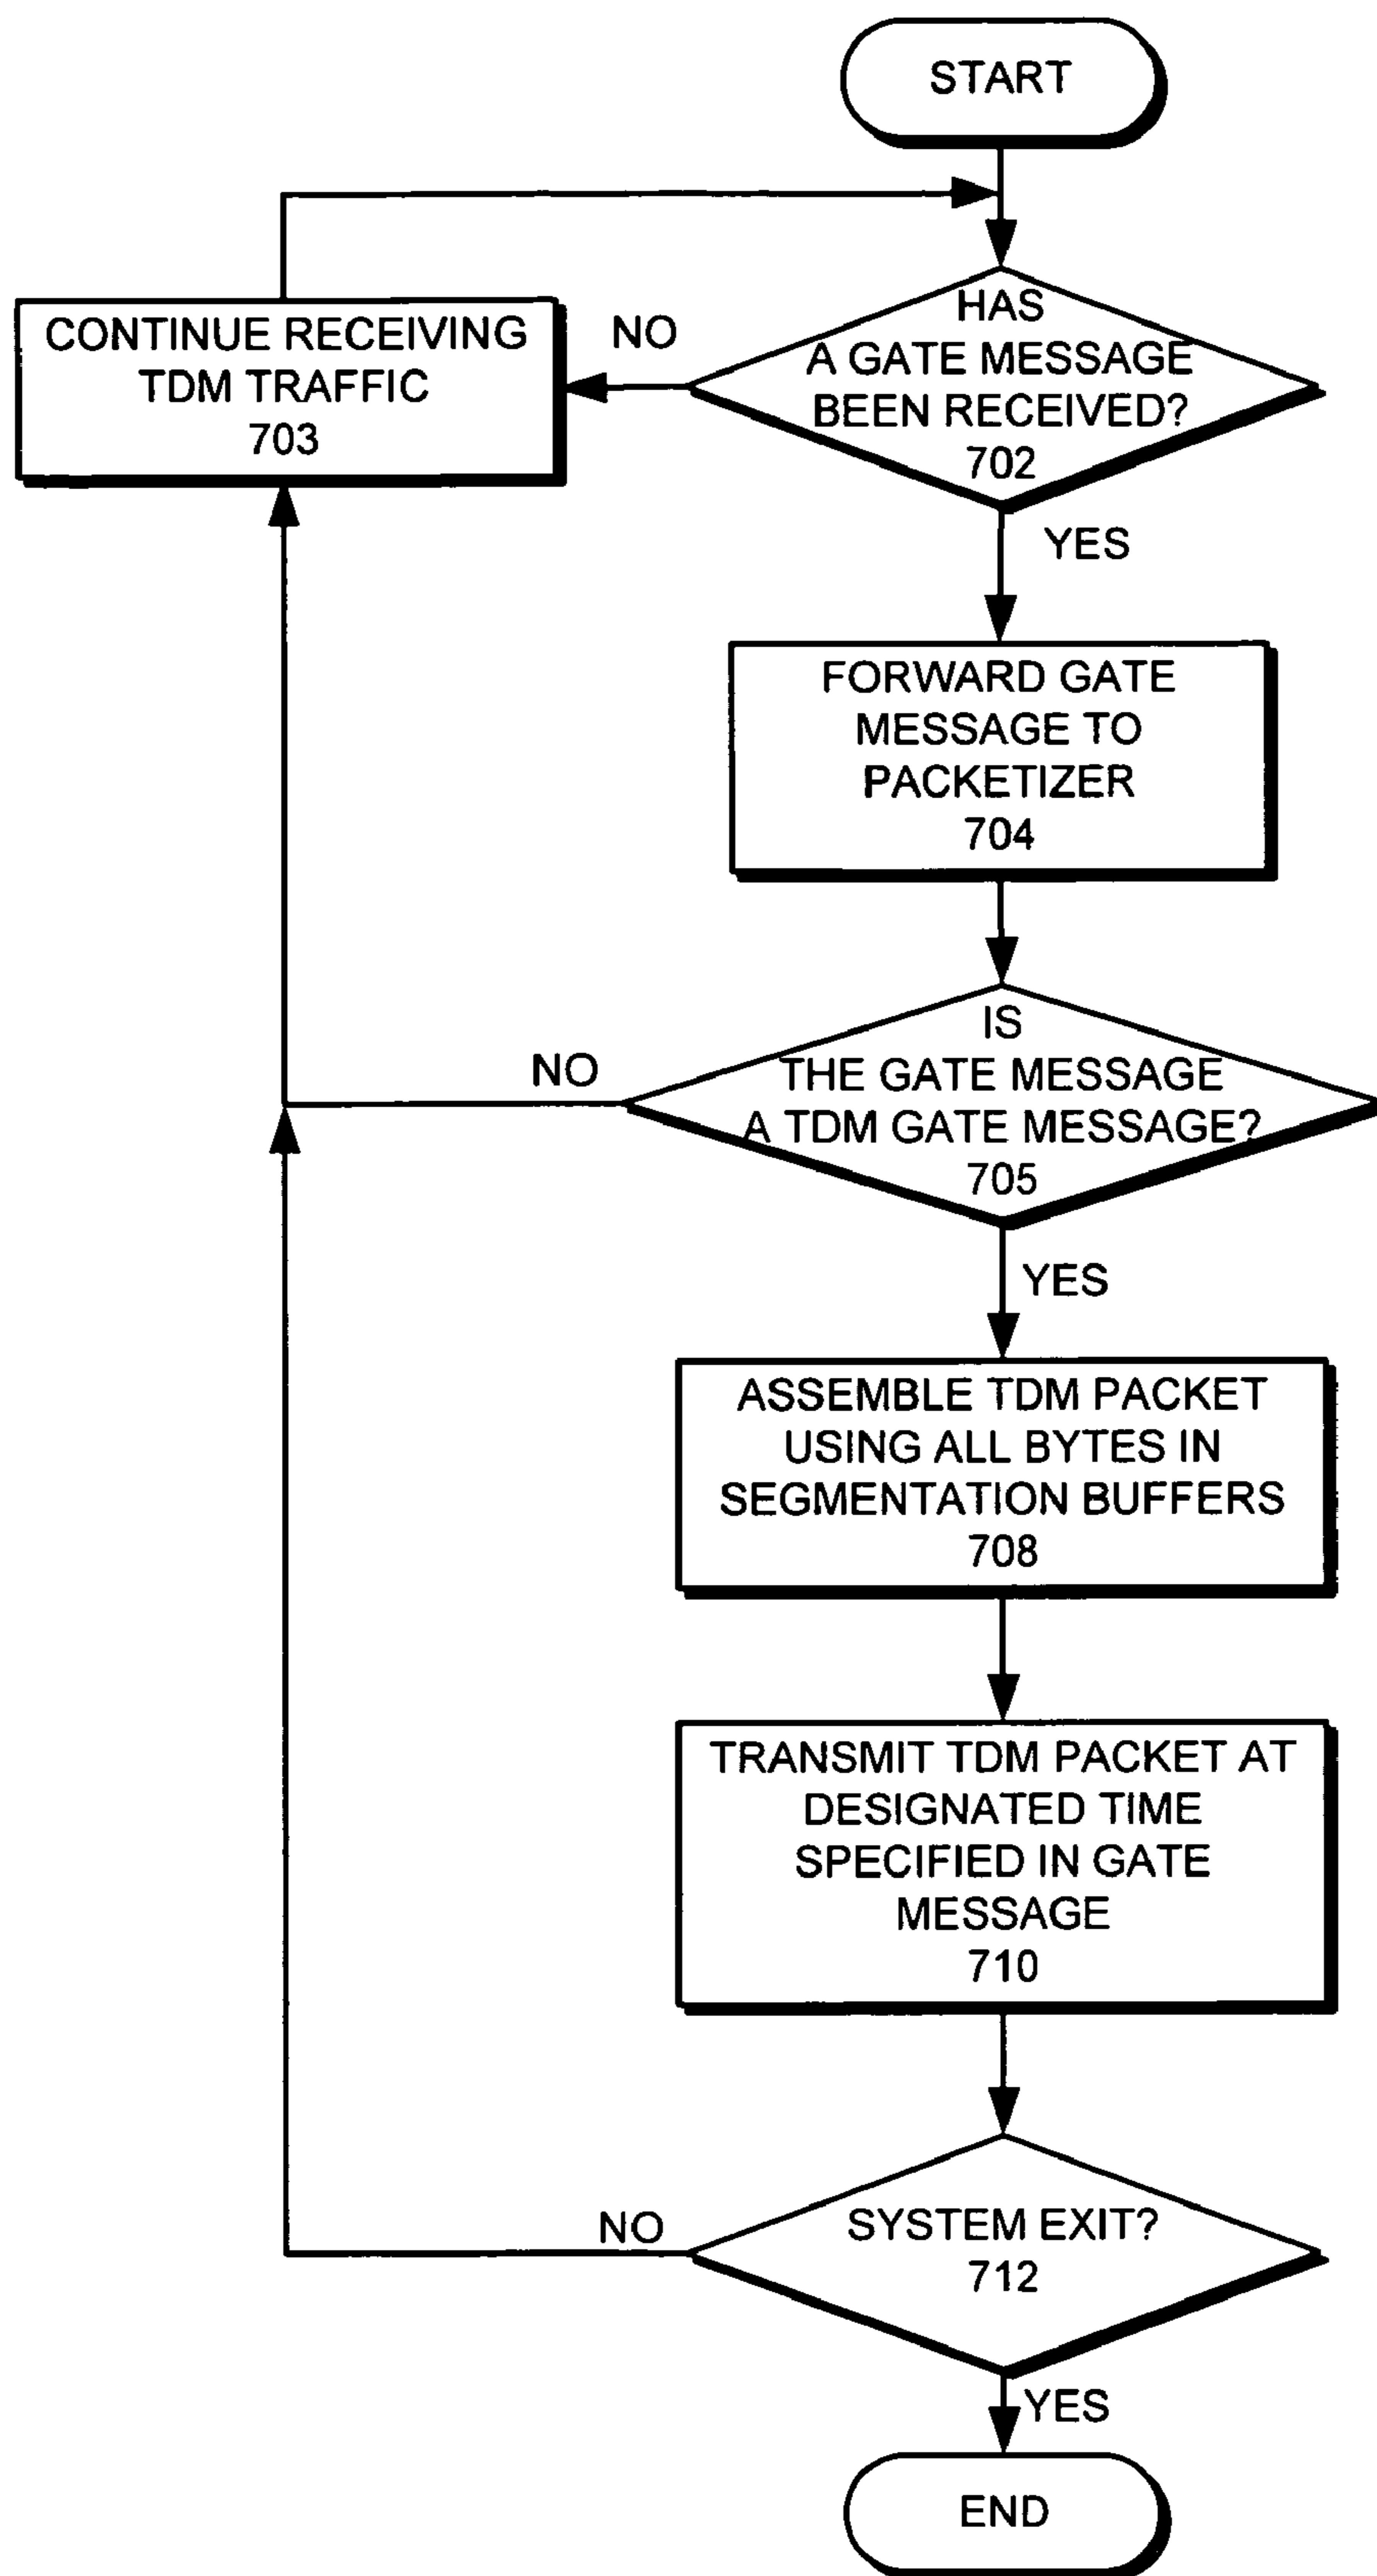 START
HAS
A GATE MESSAGE
BEEN RECEIVED?
702
NO
CONTINUE RECEIVING
TDM TRAFFIC
703
YES
FORWARD GATE
MESSAGE TO
PACKETIZER
704
IS
THE GATE MESSAGE
A TDM GATE MESSAGE?
705
NO
YES
ASSEMBLE TDM PACKET
USING ALL BYTES IN
SEGMENTATION BUFFERS
708
TRANSMIT TDM PACKET AT
DESIGNATED TIME
SPECIFIED IN GATE
MESSAGE
710
SYSTEM EXIT?
712
NO
YES
END